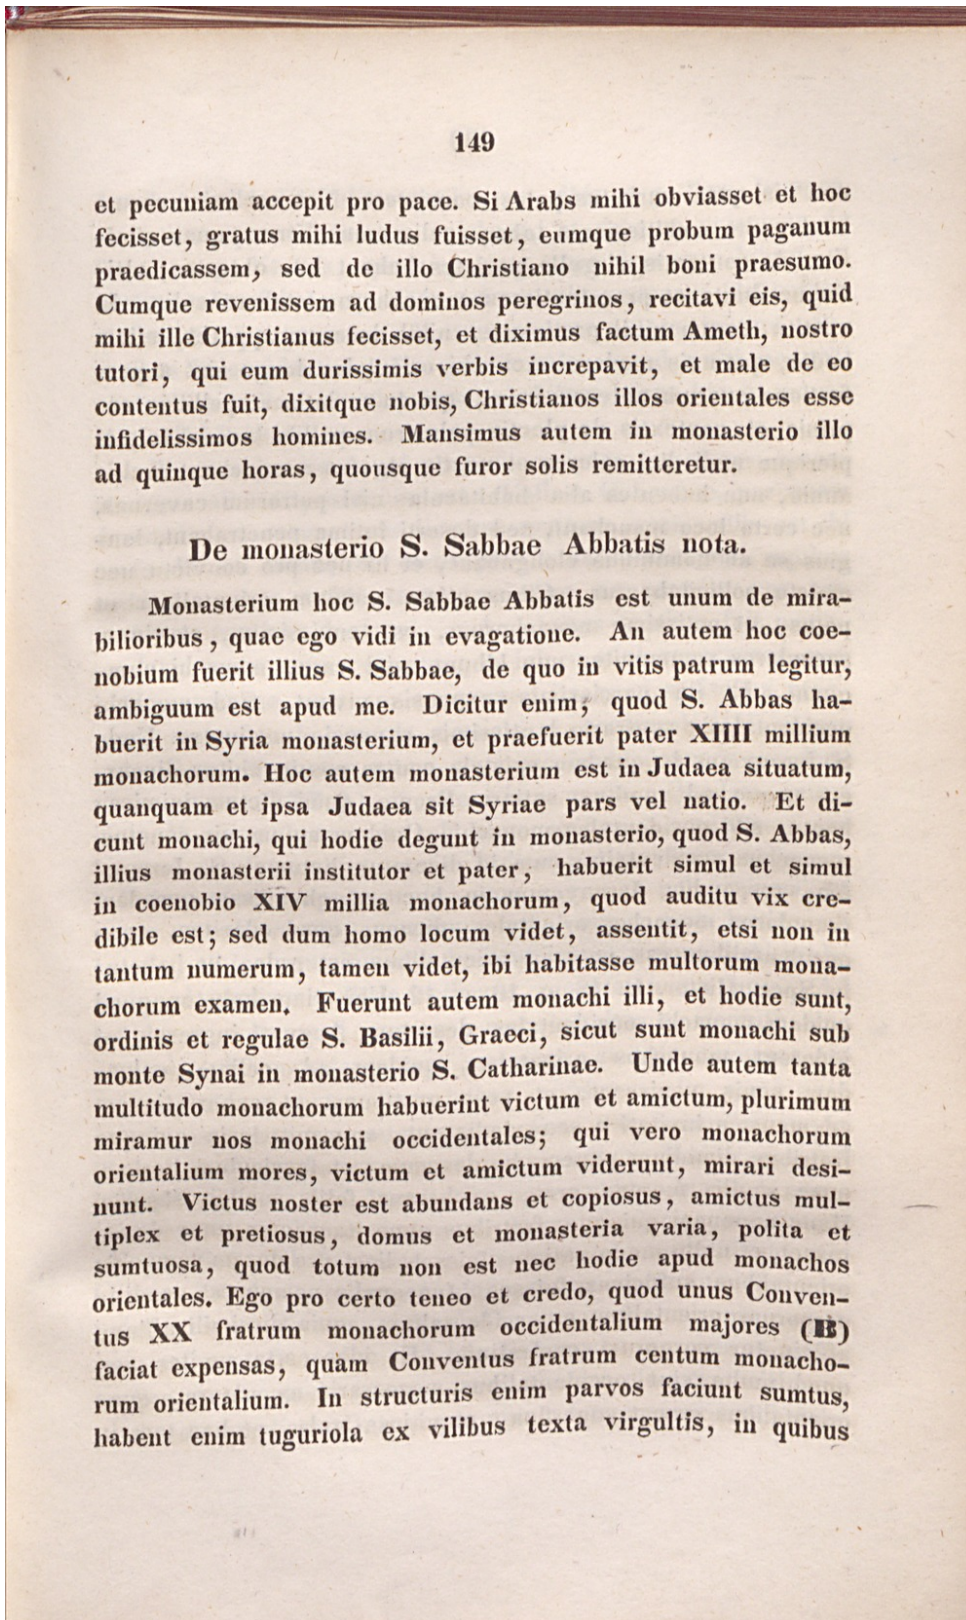 149
et pecuniam accepit pro pace. Si Arabs mihi obviasset et hoc
fecisset, gratus mihi ludus fuisset, eumque probum paganum
praedicassem, sed de illo Christiano nihil boni praesumo.
Cumque revenissem ad dominos peregrinos, recitavi eis, quid
mihi ille Christianus fecisset, et diximus factum Ameth, nostro
tutori, qui eum durissimis verbis increpavit, et male de eo
contentus fuit, dixitque nobis, Christianos illos orientales esse
infidelissimos homines. Mansimus autem in monasterio illo
ad quinque horas, quousque furor solis remitteretur.
De monasterio S. Sabbae Abbatis nota.
Monasterium hoc S. Sabbae Abbatis est unum de mira-
bilioribus, quae ego vidi in evagatione. An autem hoc coe-
nobium fuerit illius S. Sabbae, de quo in vitis patrum legitur,
ambiguum est apud me. Dicitur enim, quod S. Abbas ha-
buerit in Syria monasterium, et praefuerit pater XIIII millium
monachorum. Hoc autem monasterium est in Judaea situatum,
quanquam et ipsa Judaea sit Syriae pars vel natio. Et di-
cunt monachi, qui hodie degunt in monasterio, quod S. Abbas,
illius monasterii institutor et pater, habuerit simul et simul
in coenobio XIV millia monachorum, quod auditu vix cre-
dibile est; sed dum homo locum videt, assentit, etsi non in
tantum numerum, tamen videt, ibi habitasse multorum mona-
chorum examen. Fuerunt autem monachi illi, et hodie sunt,
ordinis et regulae S. Basilii, Graeci, sicut sunt monachi sub
monte Synai in monasterio S. Catharinae. Unde autem tanta
multitudo monachorum habuerint victum et amictum, plurimum
miramur nos monachi occidentales; qui vero monachorum
orientalium mores, victum et amictum viderunt, mirari desi-
nunt. Victus noster est abundans et copiosus, amictus mul-
tiplex et pretiosus, domus et monasteria varia, polita et
sumtuosa, quod totum non est nec hodie apud monachos
orientales. Ego pro certo teneo et credo, quod unus Conven-
tus XX fratrum monachorum occidentalium majores (B)
faciat expensas, quam Conventus fratrum centum monacho-
rum orientalium. In structuris enim parvos faciunt sumtus,
habent enim tuguriola ex vilibus texta virgultis, in quibus